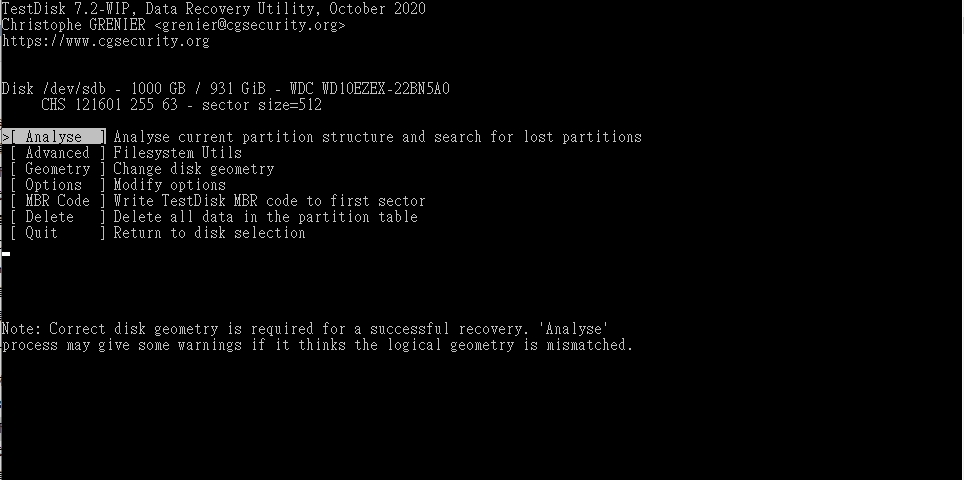 TestDisk 7.2-WIP, Data Recovery Utility, October 2020
Christophe GRENIER <grenier@cgsecurity.org>
https://www.cgsecurity.org
Disk /dev/sdb - 1000 GB / 931 GiB - WDC WD10EZEX-22BN5A0
CHS 121601 255 63 - sector size=512
>[ Analyse  ] Analyse current partition structure and search for lost partitions
[ Advanced ] Filesystem Utils
[ Geometry ] Change disk geometry
[ Options  ] Modify options
[ MBR Code ] Write TestDisk MBR code to first sector
[ Delete   ] Delete all data in the partition table
[ Quit     ] Return to disk selection
Note: Correct disk geometry is required for a successful recovery. 'Analyse'
process may give some warnings if it thinks the logical geometry is mismatched.